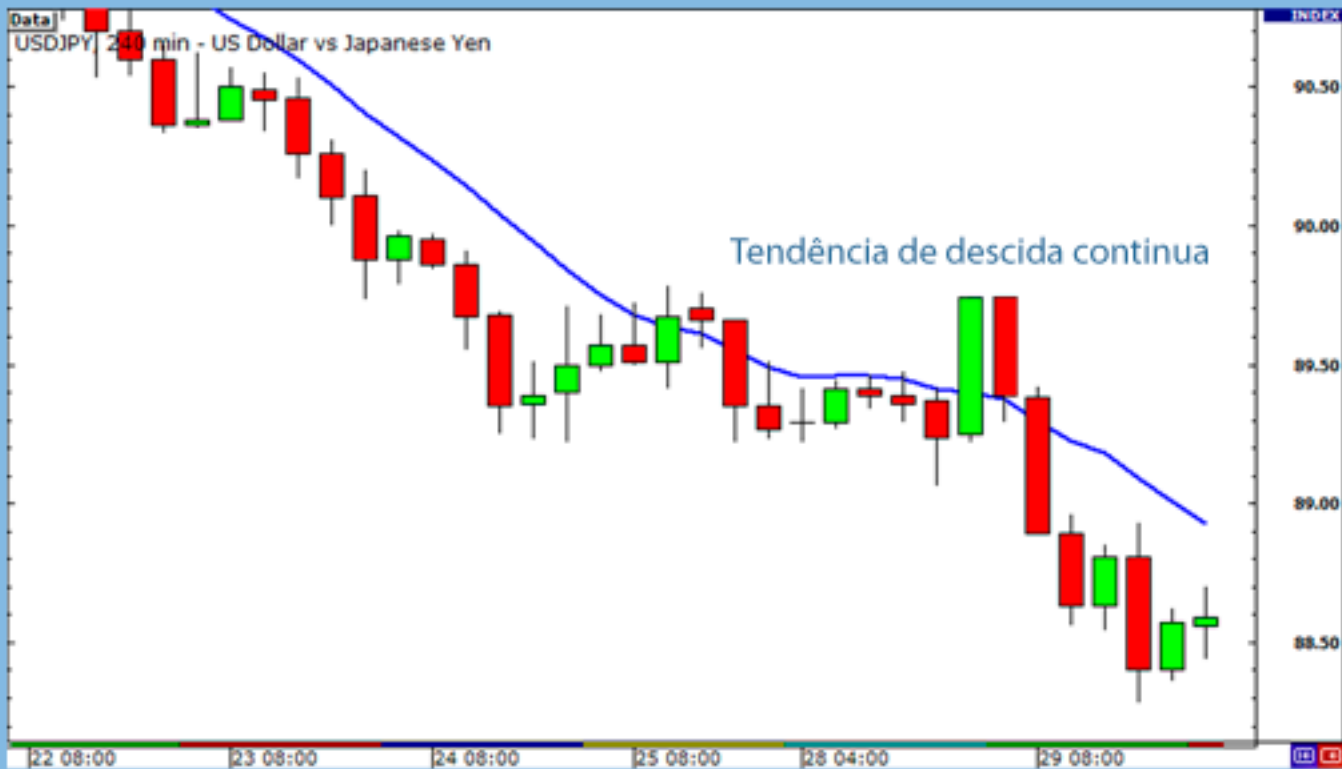 Data
INDEX
USDJPY, 240 min - US Dollar vs Japanese Yen
90.50
90.00
Tendência de descida continua
89.50
89.00
88.50
22 08:00 23 08:00 24 08:00 25 08:00 28 04:00 29 08:00